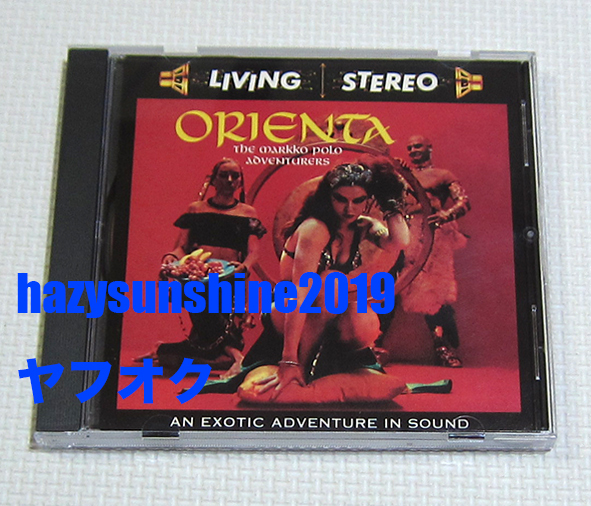 LIVING STEREO
ORIENTA
THE MARKKO POLO
ADVENTURERS
hazysunshine2019
ヤフオク
AN EXOTIC ADVENTURE IN SOUND